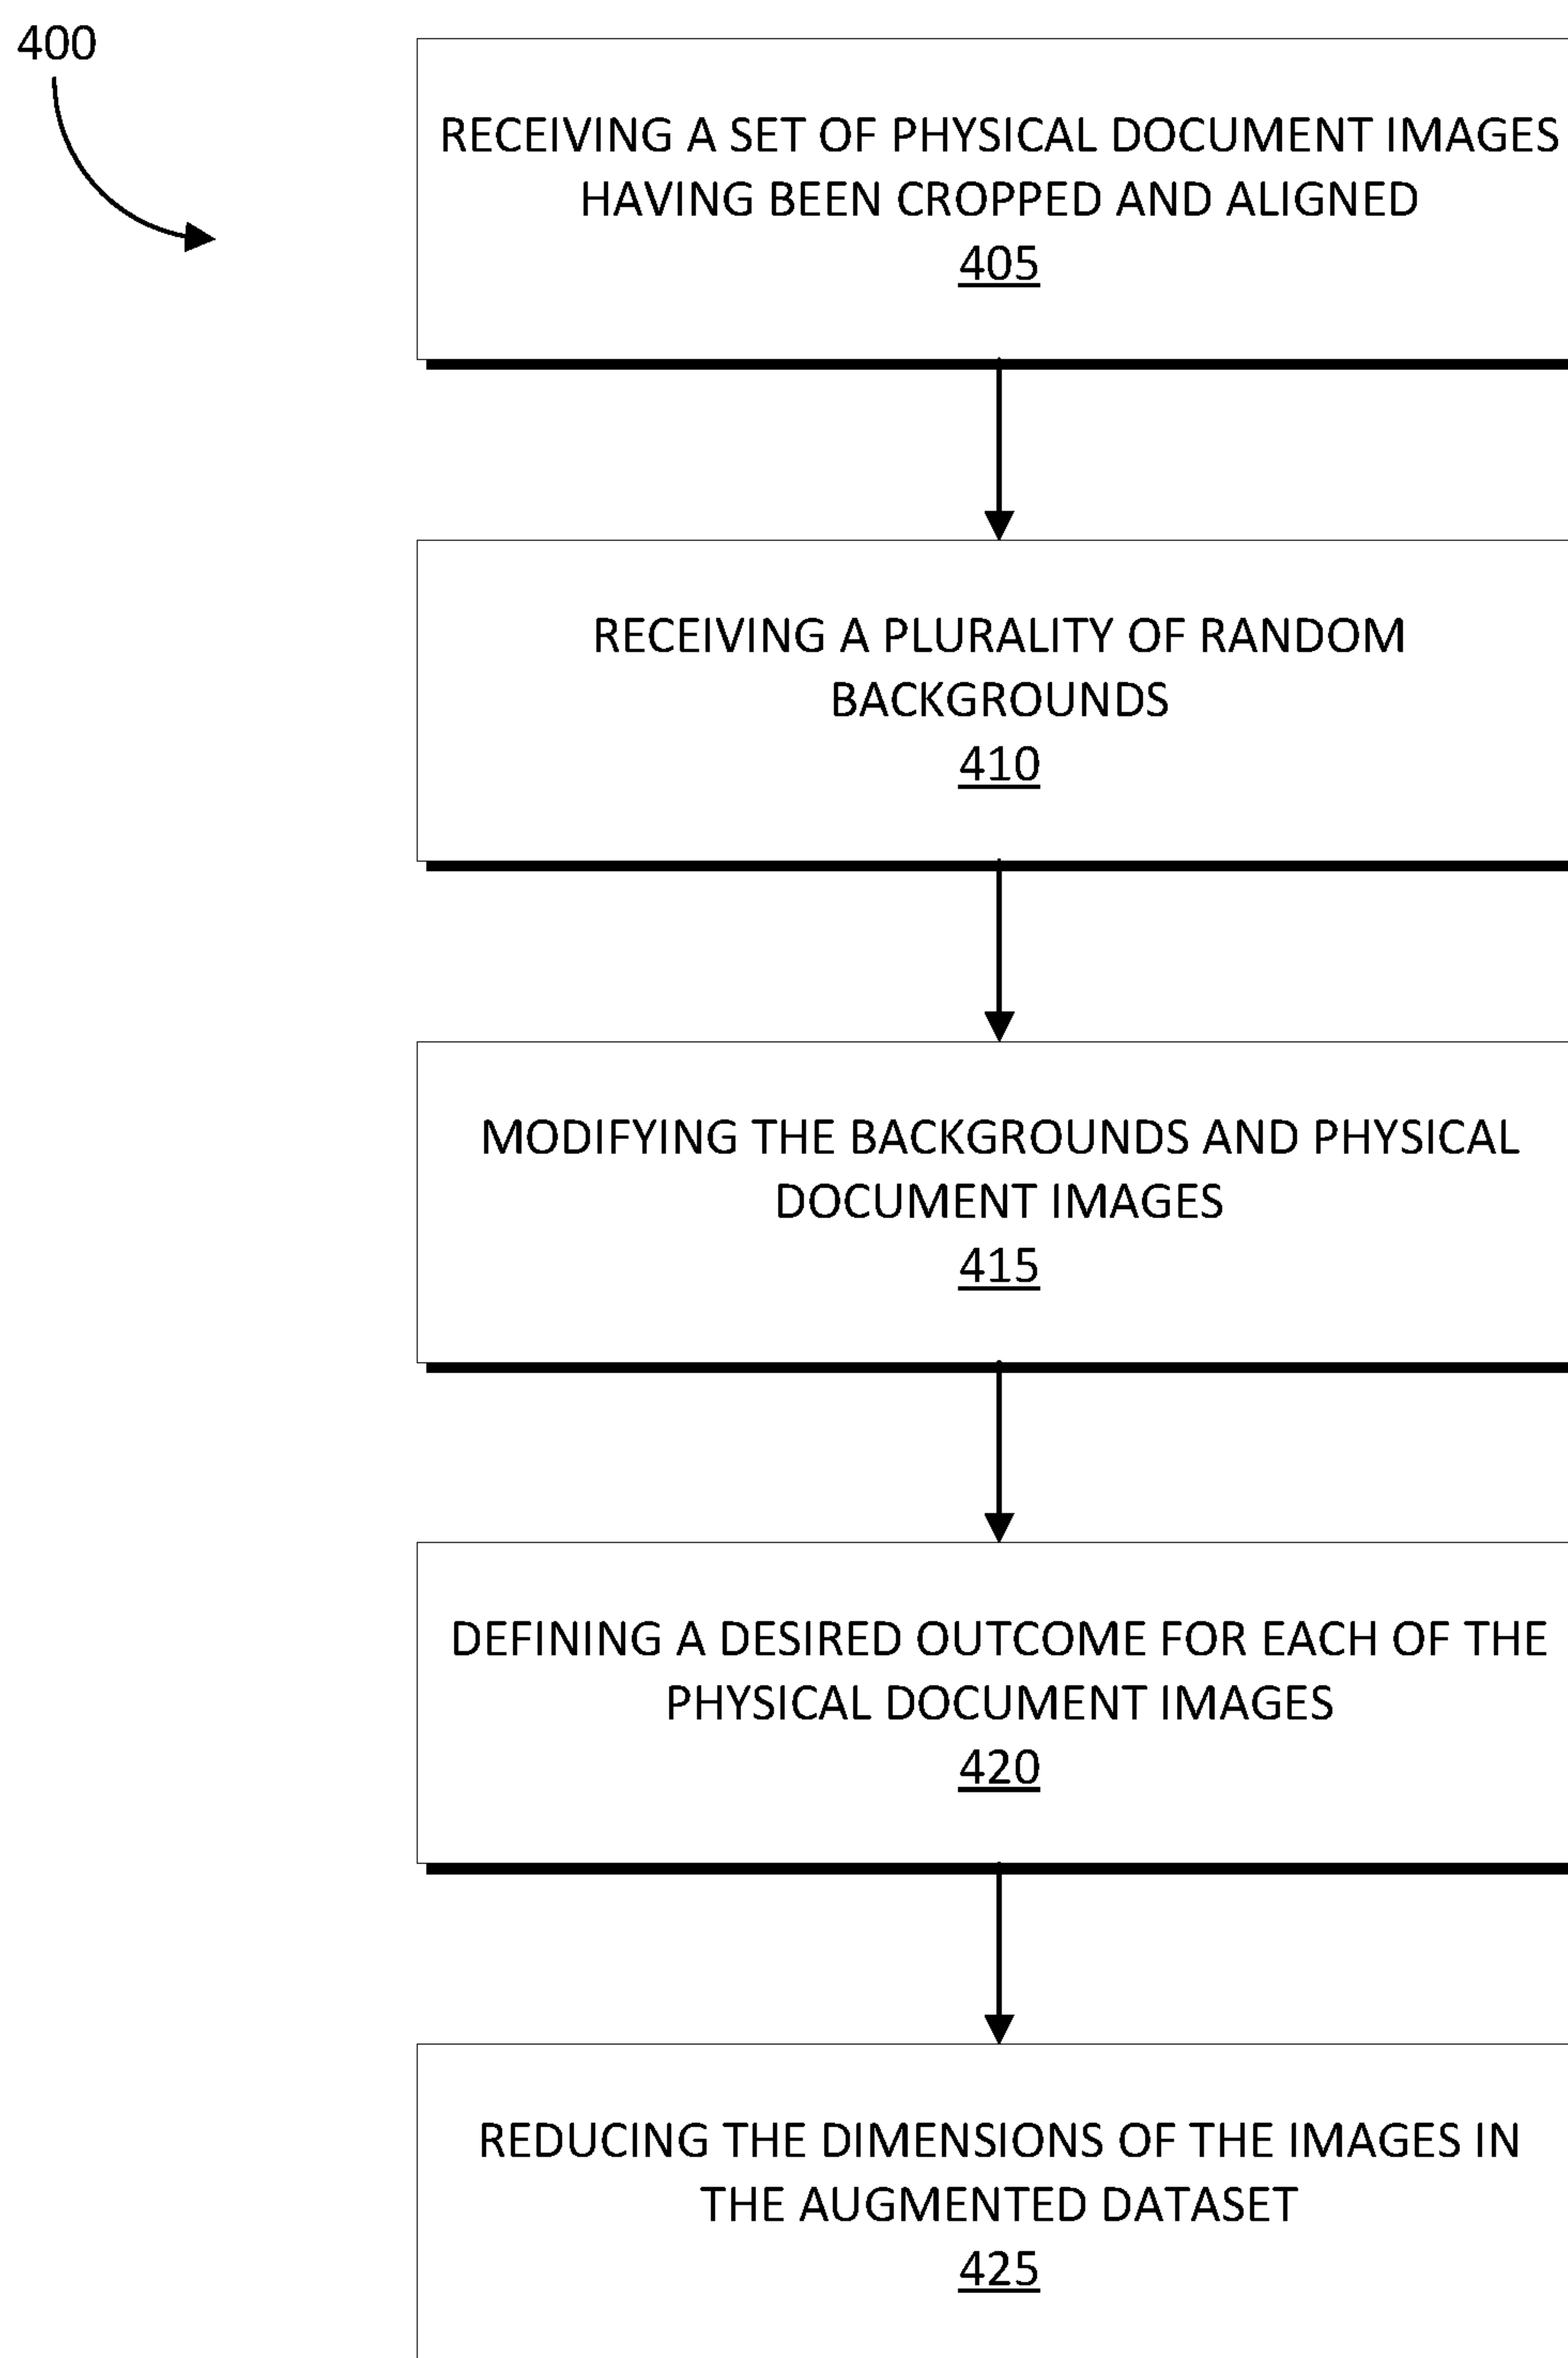 400
RECEIVING A SET OF PHYSICAL DOCUMENT IMAGES
HAVING BEEN CROPPED AND ALIGNED
405
RECEIVING A PLURALITY OF RANDOM
BACKGROUNDS
410
MODIFYING THE BACKGROUNDS AND PHYSICAL
DOCUMENT IMAGES
415
DEFINING A DESIRED OUTCOME FOR EACH OF THE
PHYSICAL DOCUMENT IMAGES
420
REDUCING THE DIMENSIONS OF THE IMAGES IN
THE AUGMENTED DATASET
425